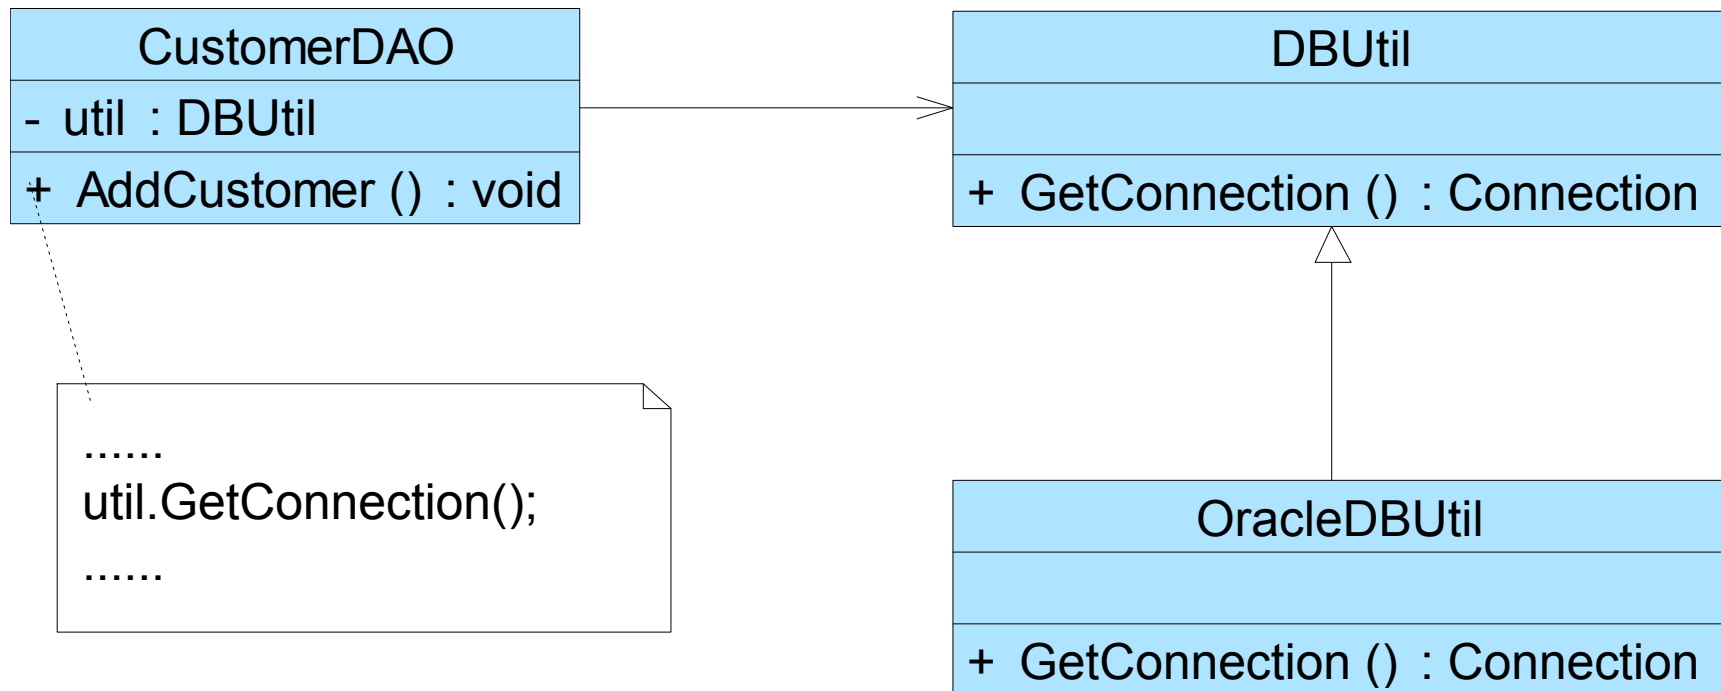 CustomerDAO
- util : DBUtil
+ AddCustomer () : void
DBUtil
+ GetConnection () : Connection
......
util.GetConnection();
......
OracleDBUtil
+ GetConnection () : Connection